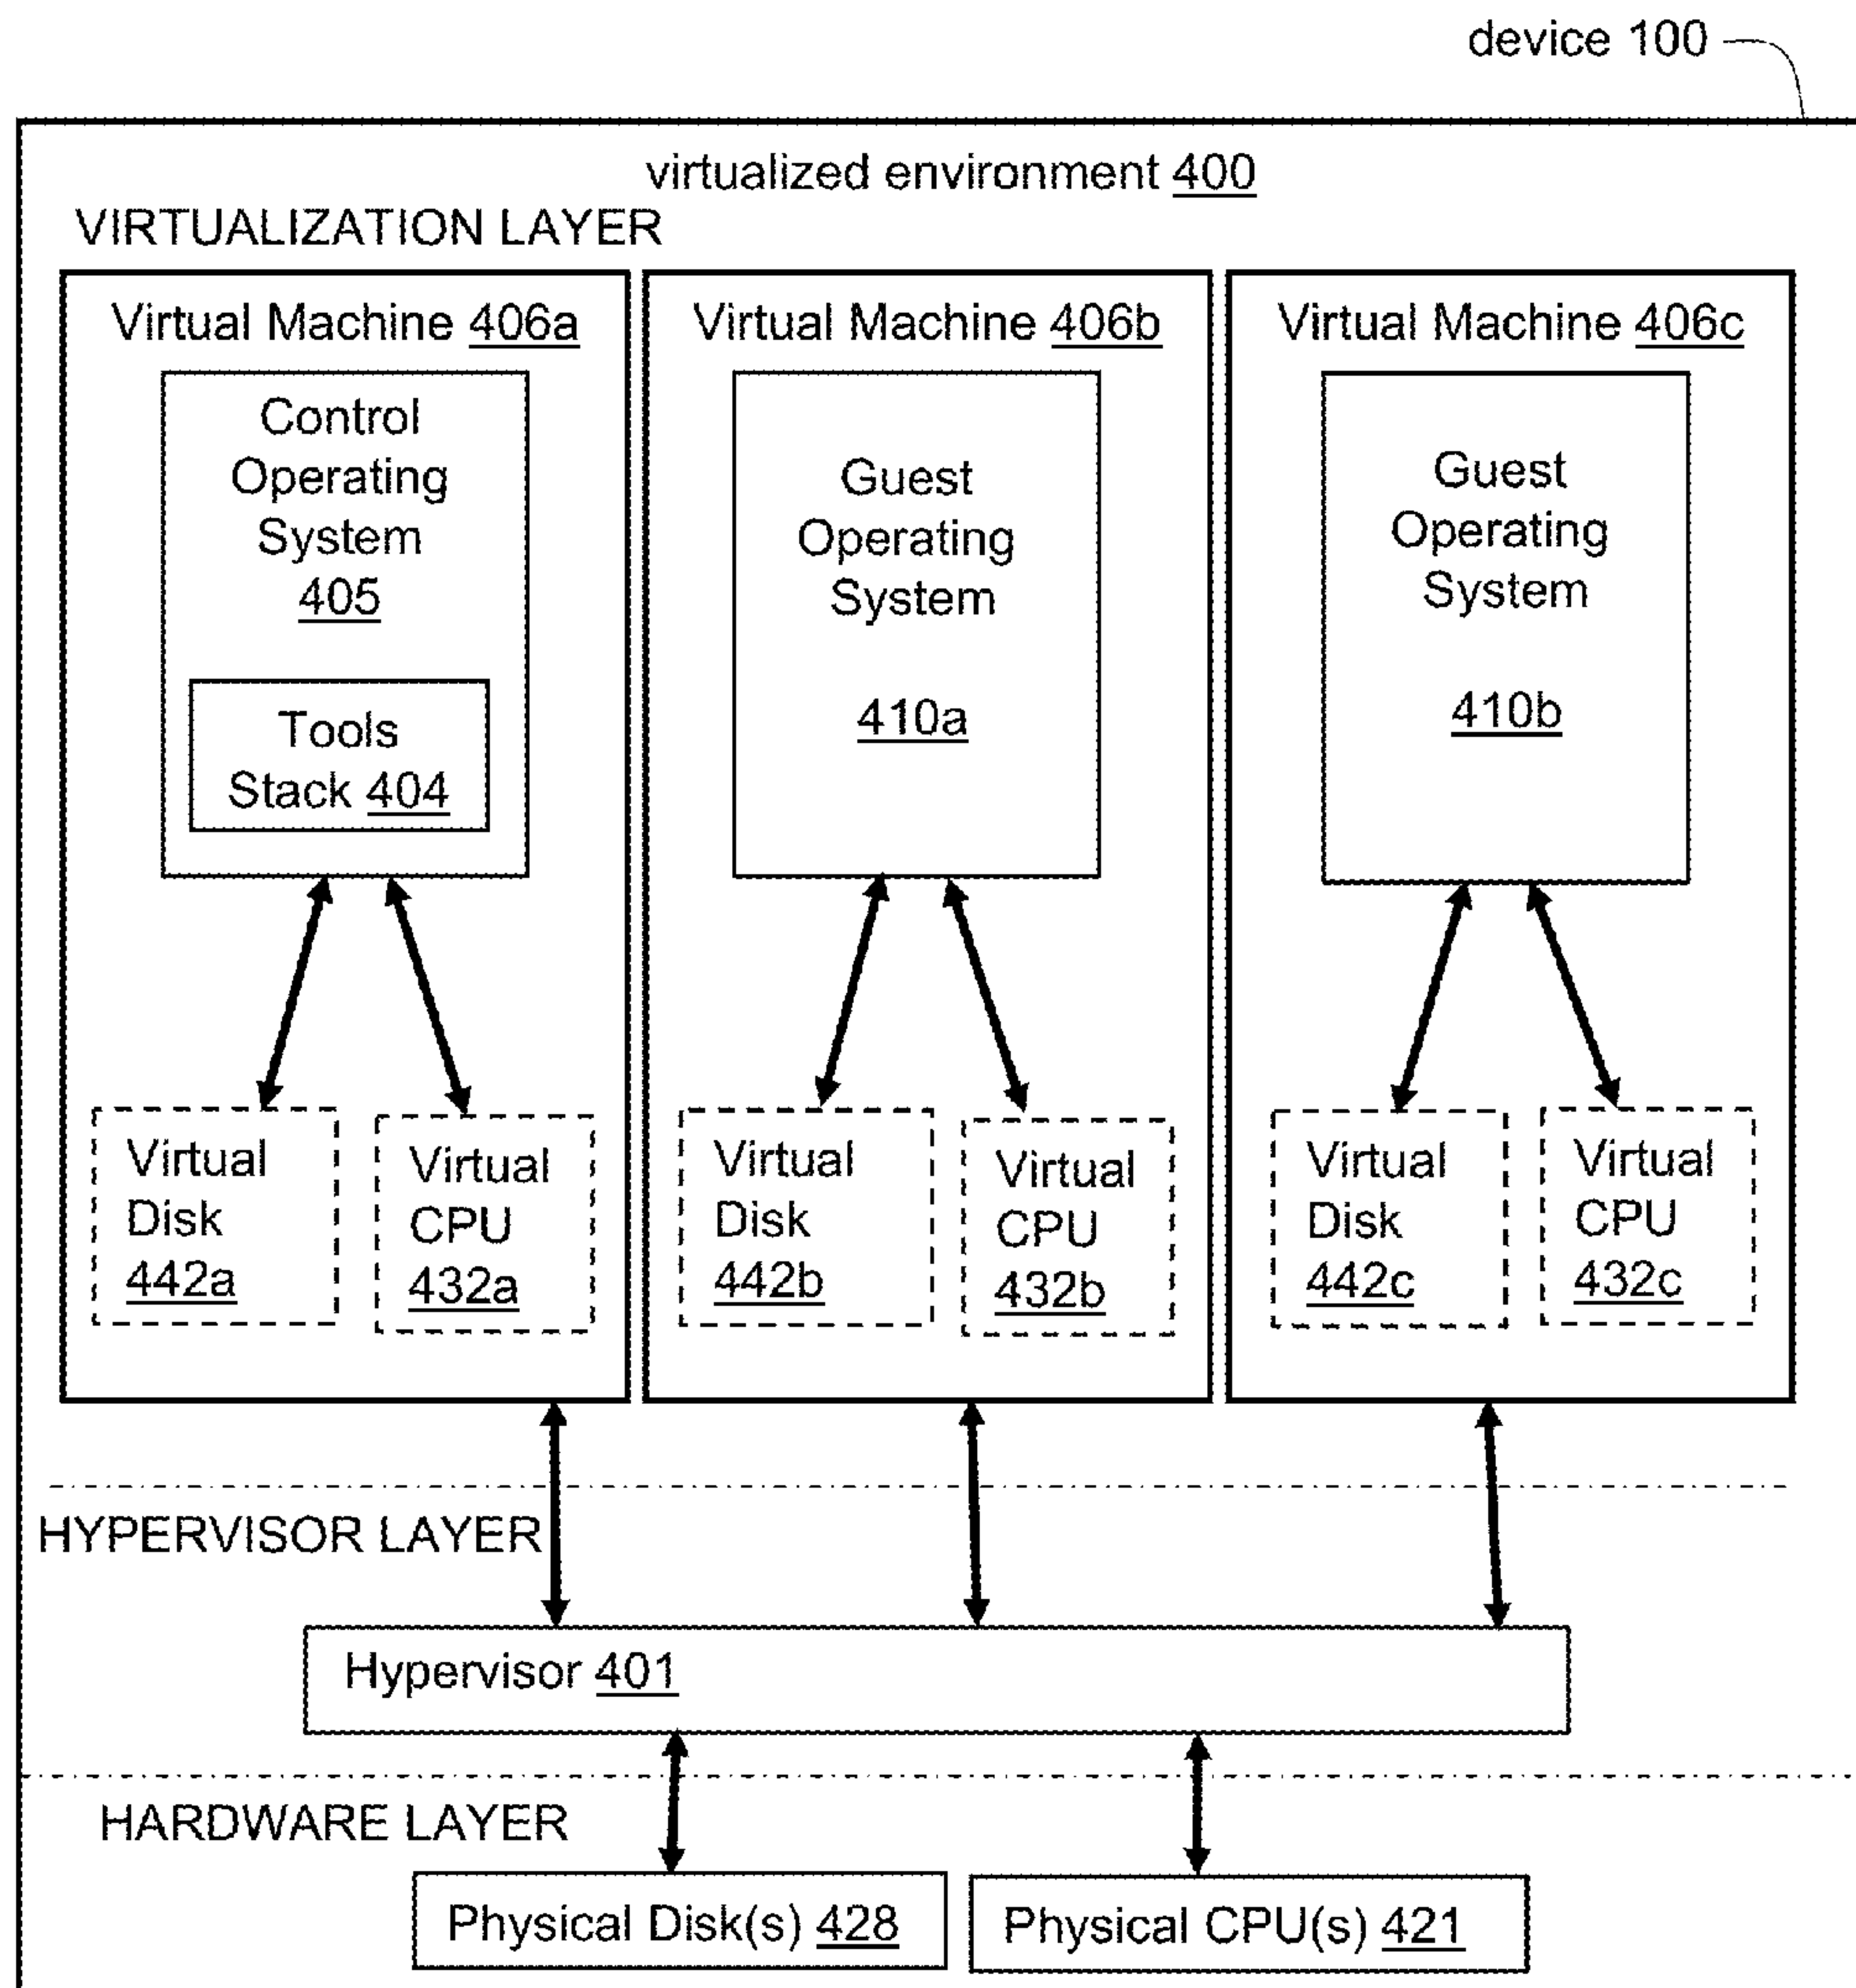 device 100
virtualized environment 400
VIRTUALIZATION LAYER
Virtual Machine 406a
Control
Operating
System
405
Tools
Stack 404
Virtual
Disk
442a
Virtual
CPU
432a
Virtual Machine 406b
Guest
Operating
System
410a
Virtual
Disk
442b
Virtual
CPU
432b
Virtual Machine 406c
Guest
Operating
System
410b
Virtual
Disk
442c
Virtual
CPU
432c
HYPERVISOR LAYER
Hypervisor 401
HARDWARE LAYER
Physical Disk(s) 428
Physical CPU(s) 421